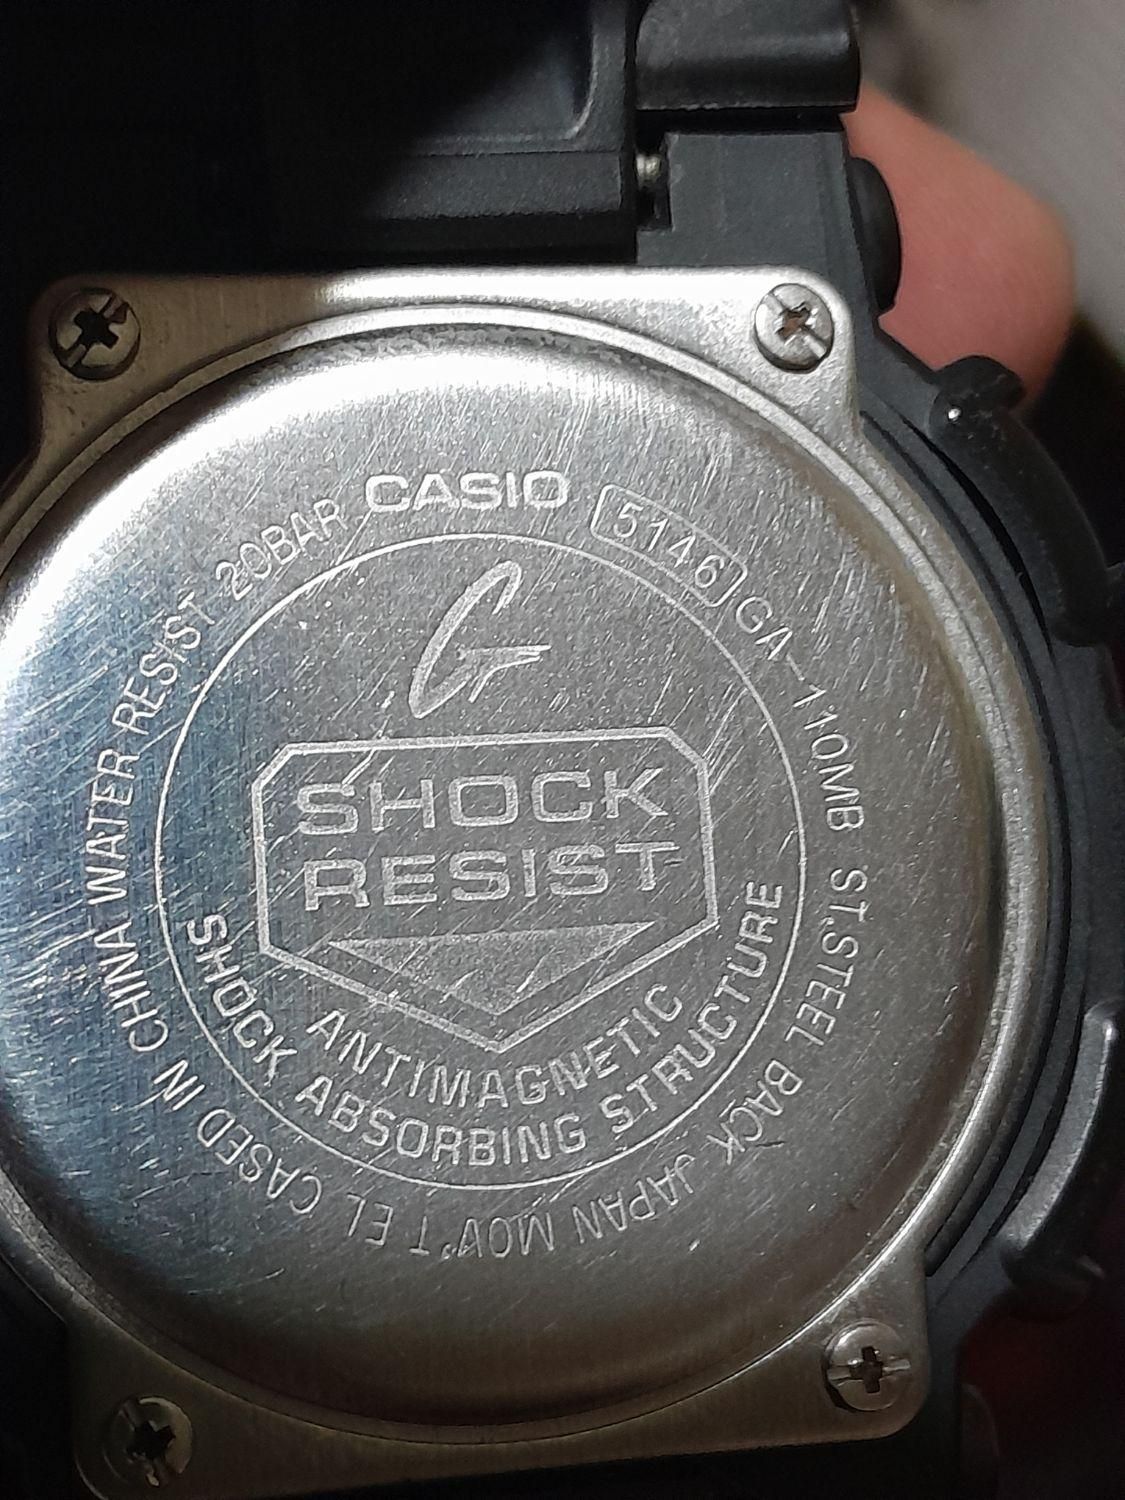 CASIO
5146 GA-110MB ST.STEEL BACK JAPAN MOV'T EL CASED IN CHINA WATER RESIST 20BAR
G
SHOCK
RESIST
ANTIMAGNETIC
SHOCK ABSORBING STRUCTURE